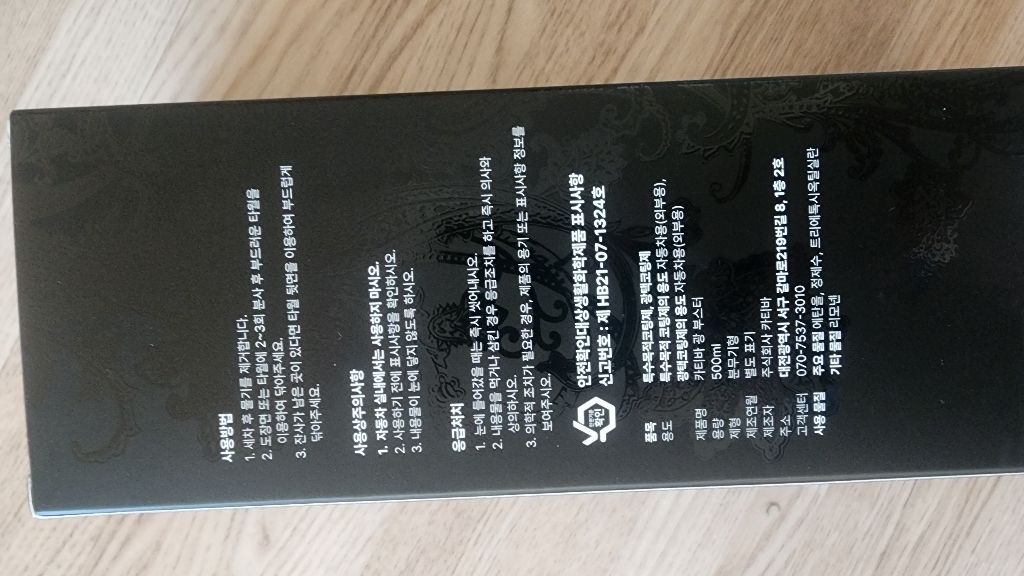 사용방법
1. 세차 후 물기를 제거합니다.
2. 도장면 또는 타월에 2~3회 분사 후 부드러운 타월을
이용하여 닦아주세요.
3. 잔사가 남은 곳이 있다면 타월 뒷면을 이용하여 부드럽게
닦아주세요.
사용상주의사항
1. 자동차 실내에서는 사용하지 마시오.
2. 사용하기 전에 표시사항을 확인하시오.
3. 내용물이 눈에 닿지 않도록 하시오.
응급처치
1. 눈에 들어갔을 때는 즉시 씻어내시오.
2. 내용물을 먹거나 삼킨 경우 응급조치를 하고 즉시 의사와
상의하시오.
3. 의학적 조치가 필요한 경우, 제품의 용기 또는 표시사항 정보를
보여주시오.
확인
안전확인대상생활화학제품 표시사항
신고번호 : 제 HB21-07-1324호
품목 특수목적코팅제, 광택코팅제
용도 특수목적 코팅제의 용도 자동차용(외부용),
광택코팅제의 용도 자동차용(외부용)
제품명 카티바 광 부스터
용량 500ml
제형 분무기형
제조연월 별도 표기
제조자 주식회사 카티바
주소 대전광역시 서구 갈마로219번길 8, 1층 2호
고객센터 070-7537-3010
사용 물질 주요 물질 에탄올, 정제수, 트리에톡시옥틸실란
기타 물질 리모넨